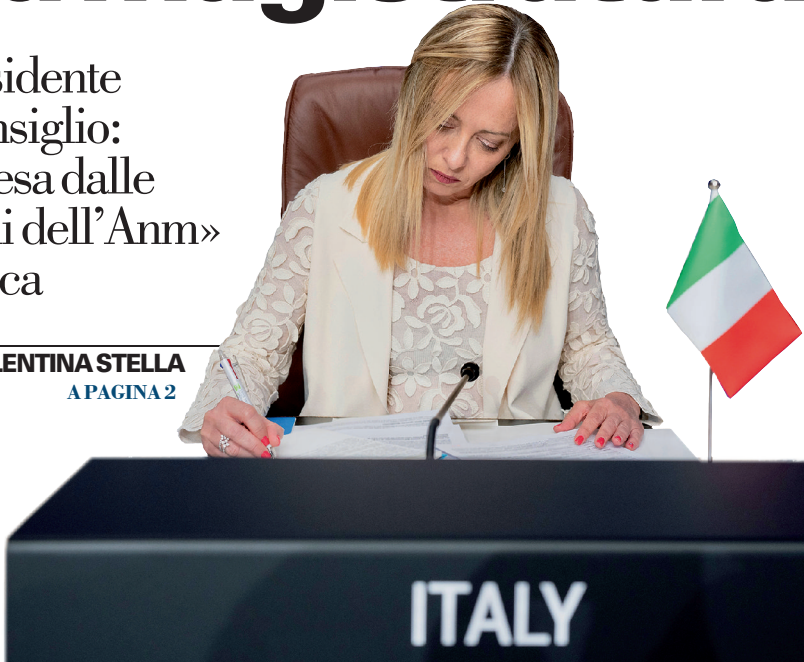 sidente
nsiglio:
esa dalle
i dell'Anm»
ca
LENTINA STELLA
A PAGINA 2
ITALY